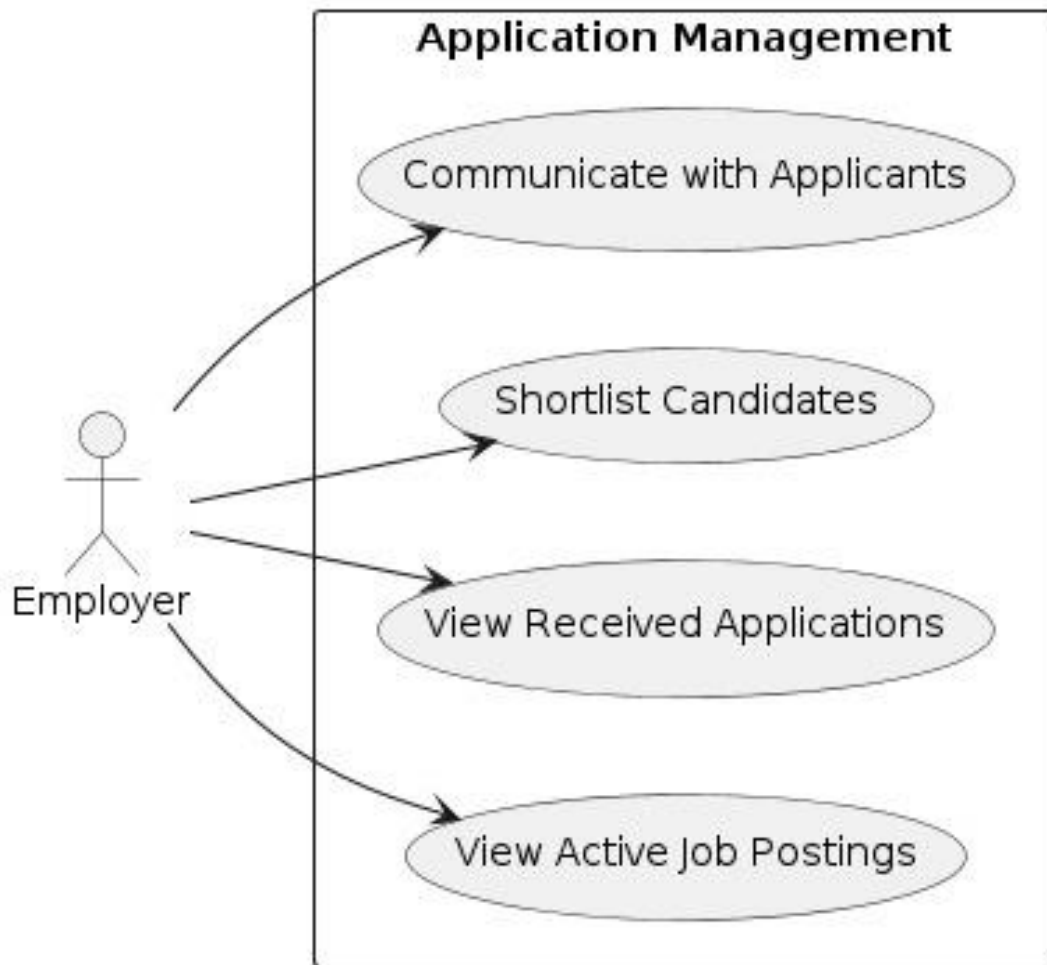 Application Management
Communicate with Applicants
Shortlist Candidates
Employer
View Received Applications
View Active Job Postings